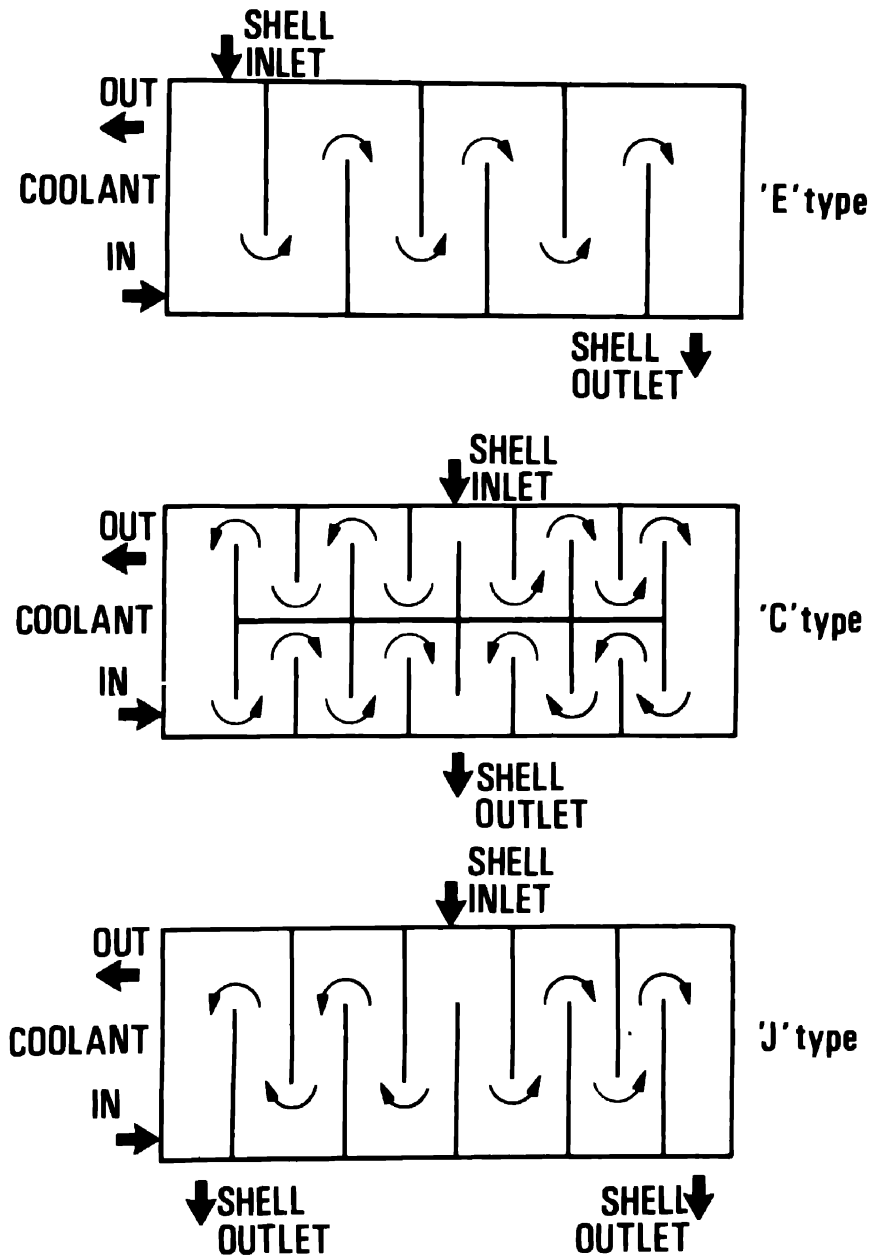 SHELL
INLET
OUT
COOLANT
IN
'E' type
SHELL
OUTLET
SHELL
INLET
OUT
COOLANT
IN
'C' type
SHELL
OUTLET
SHELL
INLET
OUT
COOLANT
IN
'J' type
SHELL
OUTLET
SHELL
OUTLET